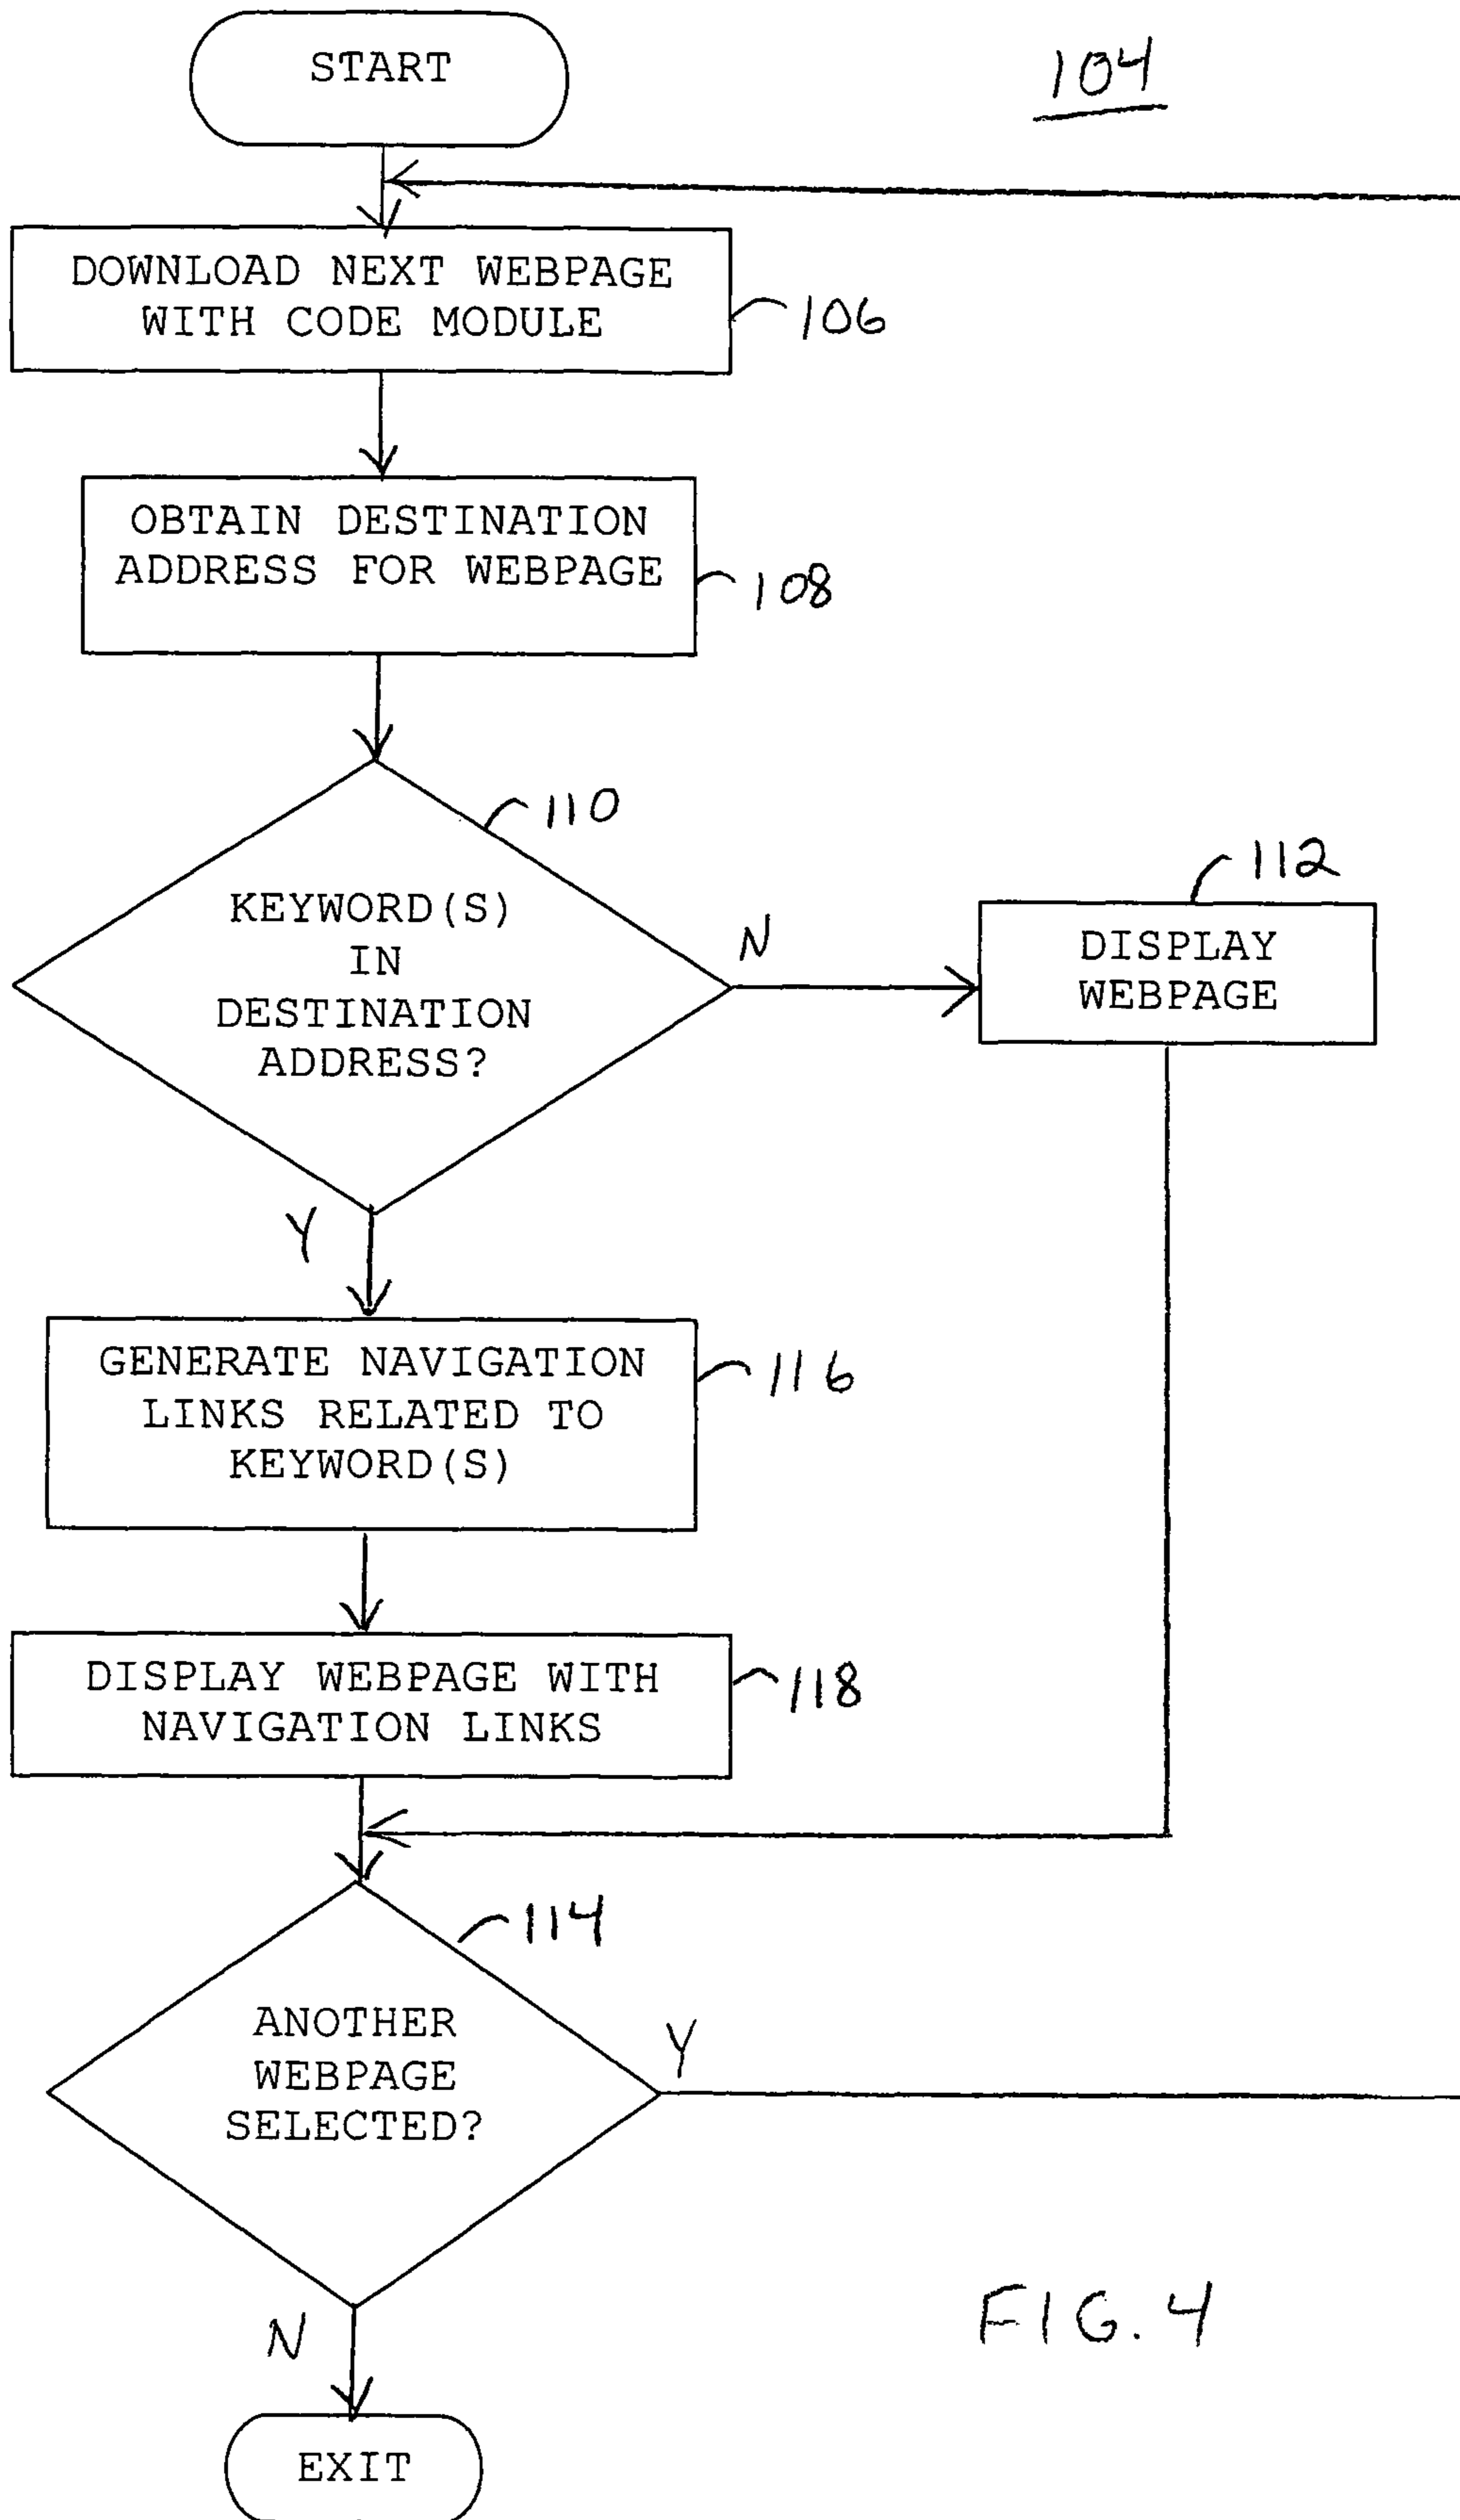 START
104
DOWNLOAD NEXT WEBPAGE
WITH CODE MODULE
106
OBTAIN DESTINATION
ADDRESS FOR WEBPAGE
108
110
KEYWORD(S)
IN
DESTINATION
ADDRESS?
N
112
DISPLAY
WEBPAGE
Y
GENERATE NAVIGATION
LINKS RELATED TO
KEYWORD(S)
116
DISPLAY WEBPAGE WITH
NAVIGATION LINKS
118
114
ANOTHER
WEBPAGE
SELECTED?
Y
N
FIG. 4
EXIT